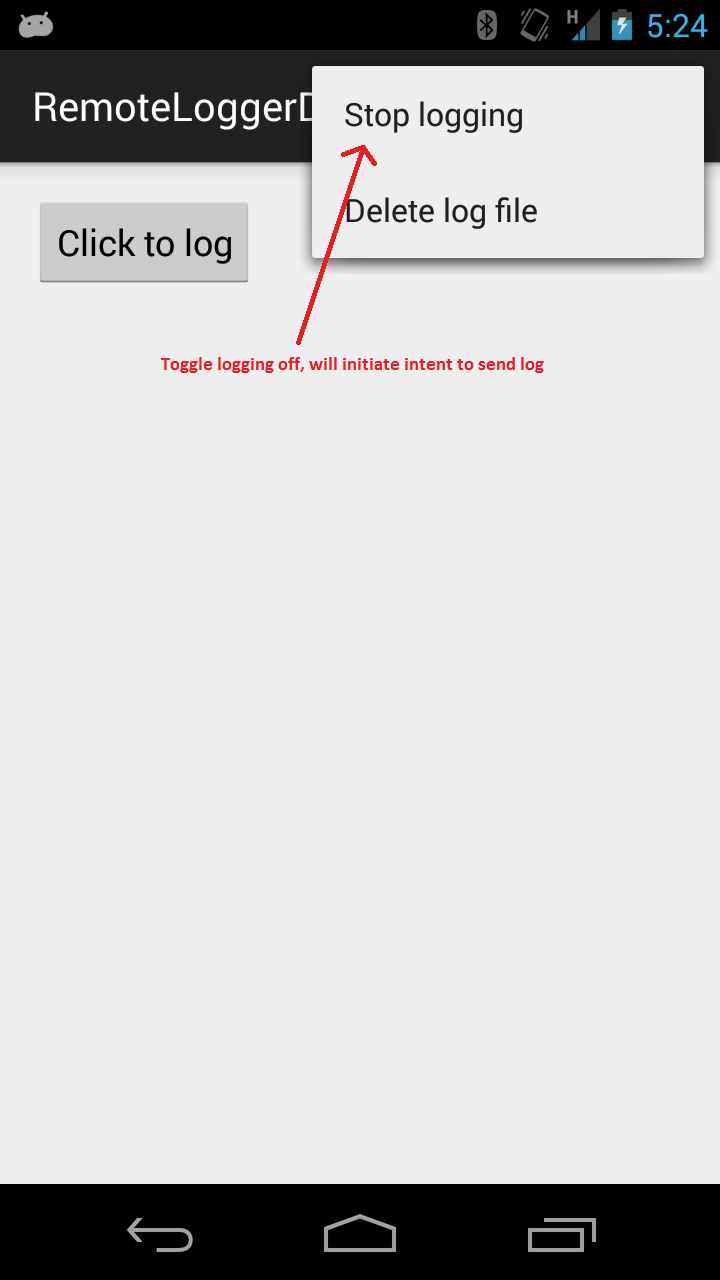 H
5:24
RemoteLoggerD
Stop logging
Delete log file
Click to log
Toggle logging off, will initiate intent to send log